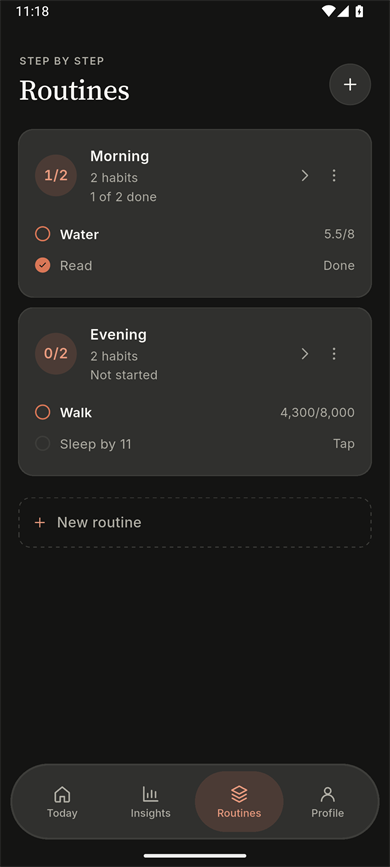 11:18
STEP BY STEP
Routines
1/2
Morning
2 habits
1 of 2 done
Water 5.5/8
Read Done
0/2
Evening
2 habits
Not started
Walk 4,300/8,000
Sleep by 11 Tap
+ New routine
Today Insights Routines Profile